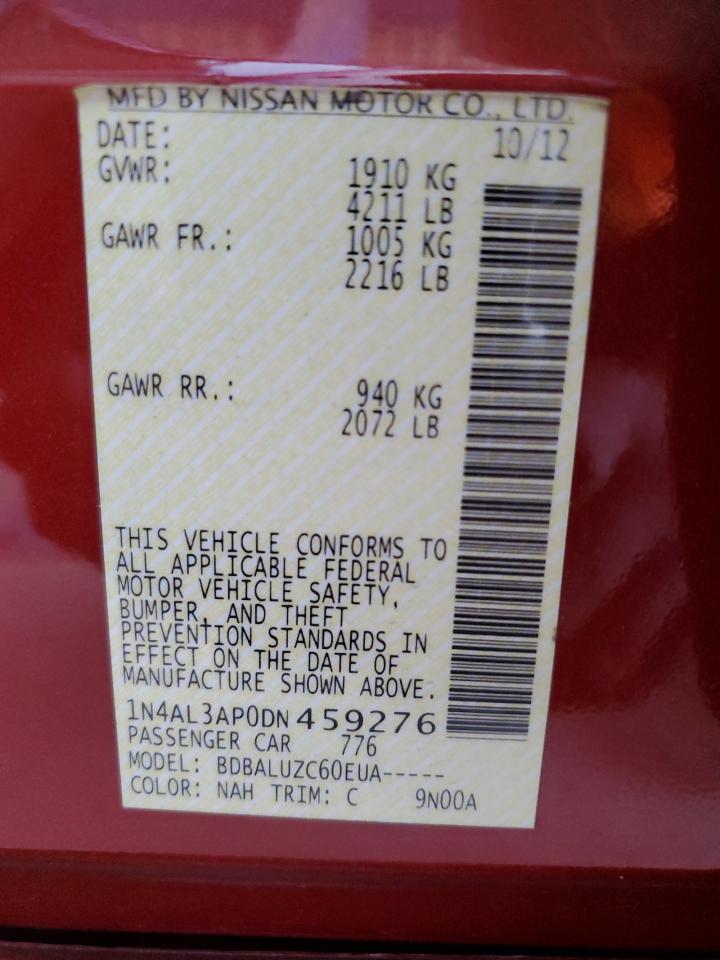 MFD BY NISSAN MOTOR CO., LTD.
DATE: 10/12
GVWR: 1910 KG
4211 LB
GAWR FR.: 1005 KG
2216 LB
GAWR RR.: 940 KG
2072 LB
THIS VEHICLE CONFORMS TO
ALL APPLICABLE FEDERAL
MOTOR VEHICLE SAFETY,
BUMPER, AND THEFT
PREVENTION STANDARDS IN
EFFECT ON THE DATE OF
MANUFACTURE SHOWN ABOVE.
1N4AL3AP0DN 459276
PASSENGER CAR 776
MODEL: BDBALUZC60EUA-----
COLOR: NAH TRIM: C 9N00A